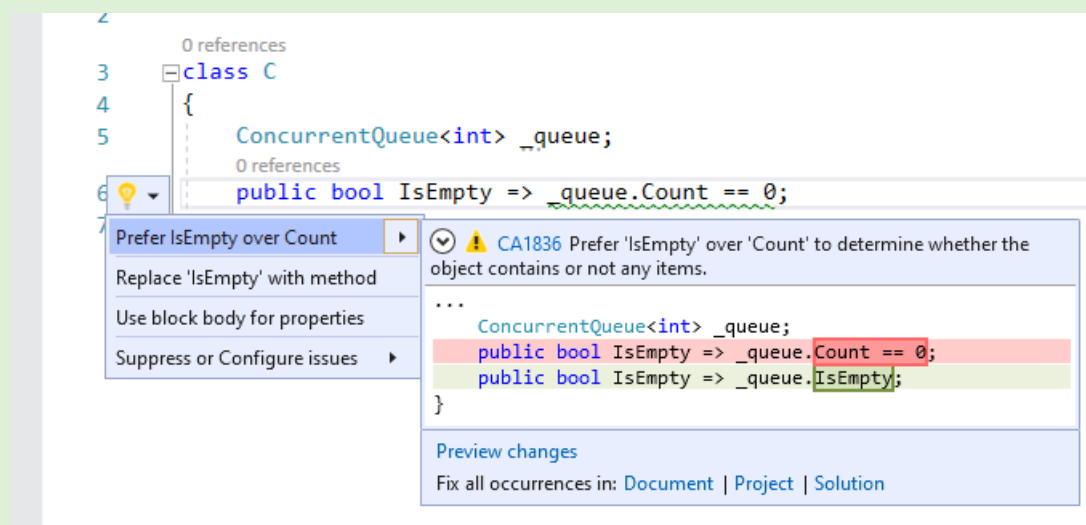 2
0 references
3 class C
4 {
5 ConcurrentQueue<int> _queue;
0 references
6 public bool IsEmpty => _queue.Count == 0;
7
Prefer IsEmpty over Count
Replace 'IsEmpty' with method
Use block body for properties
Suppress or Configure issues
CA1836 Prefer 'IsEmpty' over 'Count' to determine whether the
object contains or not any items.
...
ConcurrentQueue<int> _queue;
public bool IsEmpty => _queue.Count == 0;
public bool IsEmpty => _queue.IsEmpty;
}
Preview changes
Fix all occurrences in: Document | Project | Solution